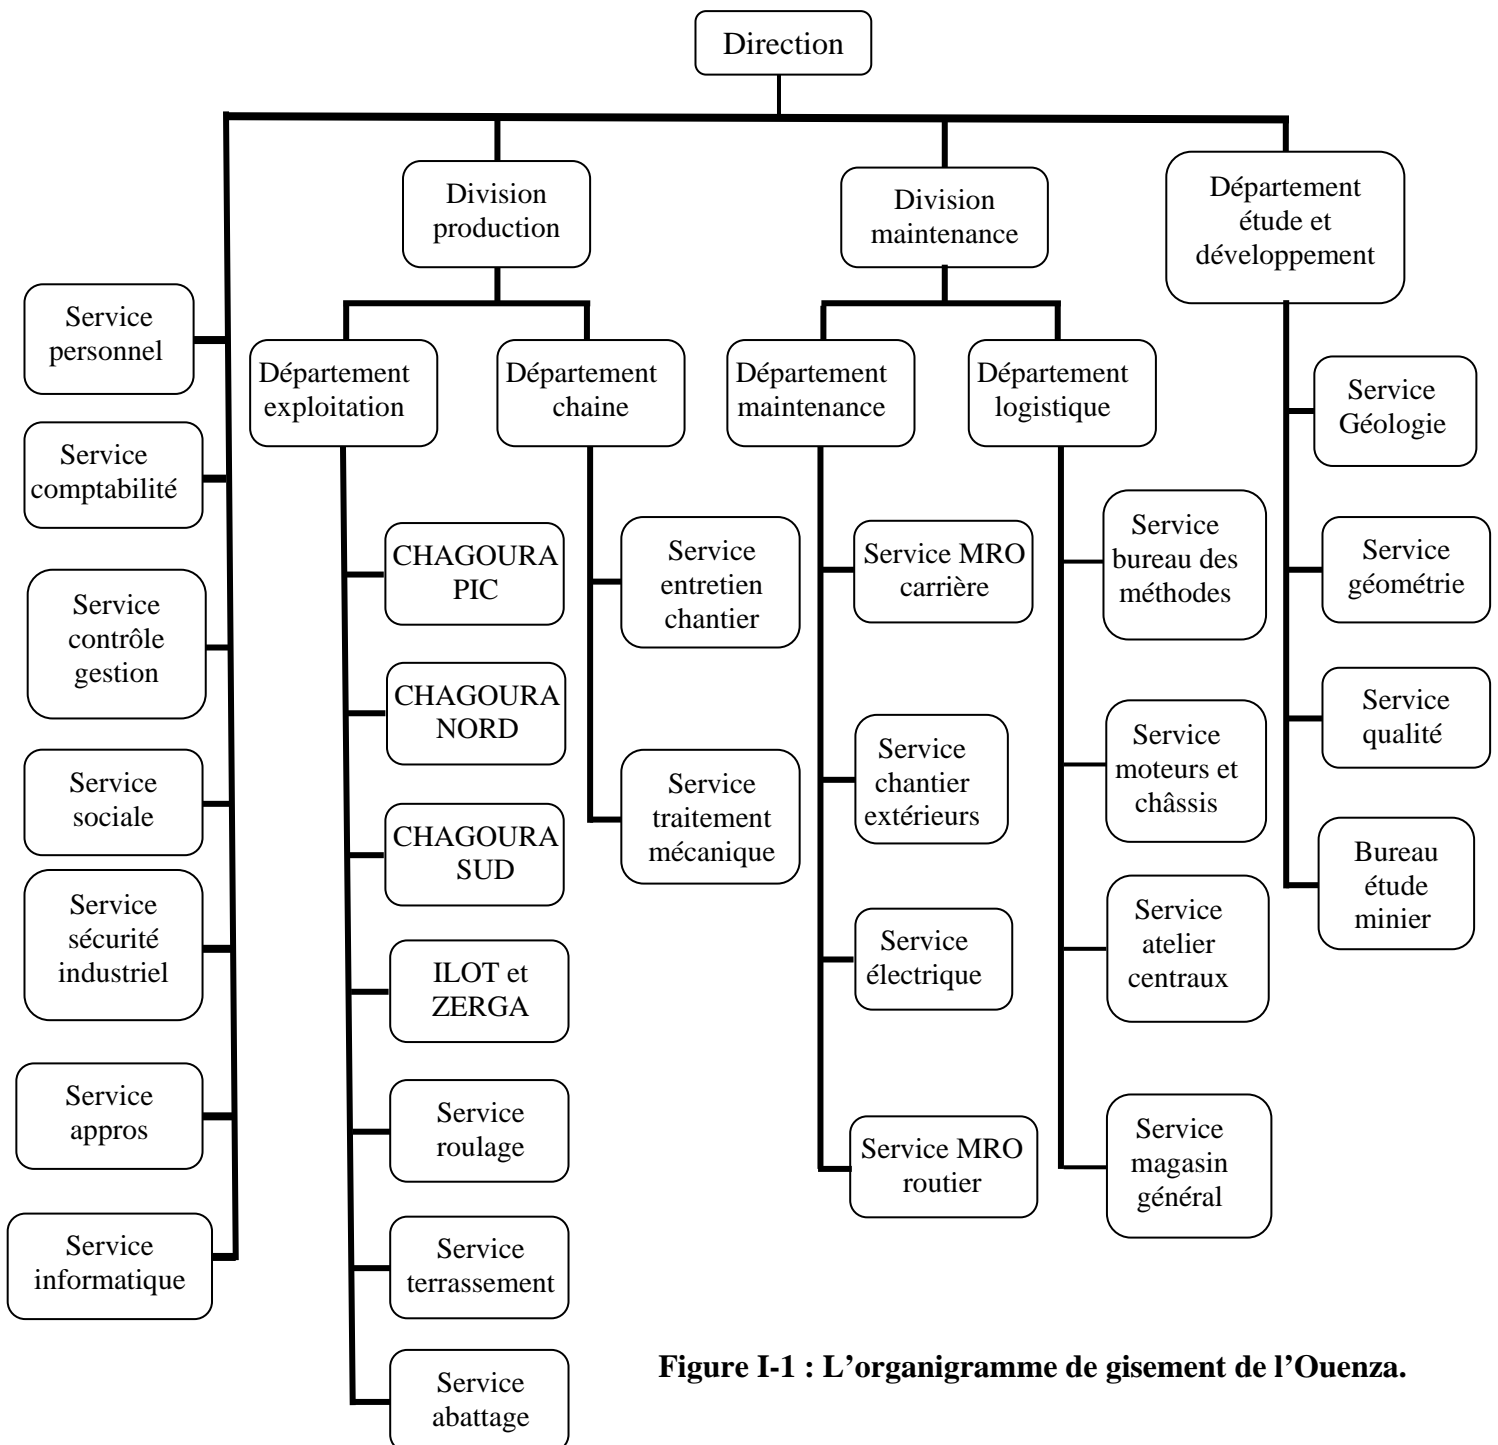 Direction
Division
production
Division
maintenance
Département
étude et
développement
Service
personnel
Service
comptabilité
Service
contrôle
gestion
Service
sociale
Service
sécurité
industriel
Service
appros
Service
informatique
Département
exploitation
CHAGOURA
PIC
CHAGOURA
NORD
CHAGOURA
SUD
ILOT et
ZERGA
Service
roulage
Service
terrassement
Service
abattage
Département
chaine
Service
entretien
chantier
Service
traitement
mécanique
Département
maintenance
Service MRO
carrière
Service
chantier
extérieurs
Service
électrique
Service MRO
routier
Département
logistique
Service
bureau des
méthodes
Service
moteurs et
châssis
Service
atelier
centraux
Service
magasin
général
Service
Géologie
Service
géométrie
Service
qualité
Bureau
étude
minier
Figure I-1 : L’organigramme de gisement de l’Ouenza.